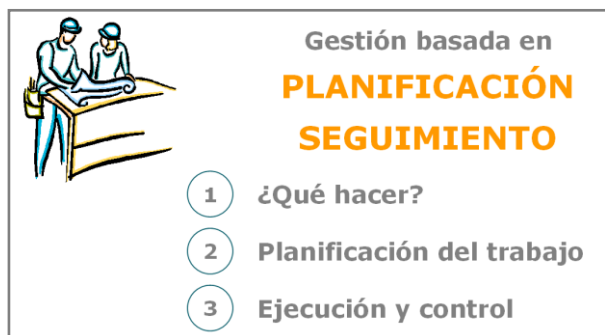 Gestión basada en
PLANIFICACIÓN
SEGUIMIENTO
1 ¿Qué hacer?
2 Planificación del trabajo
3 Ejecución y control